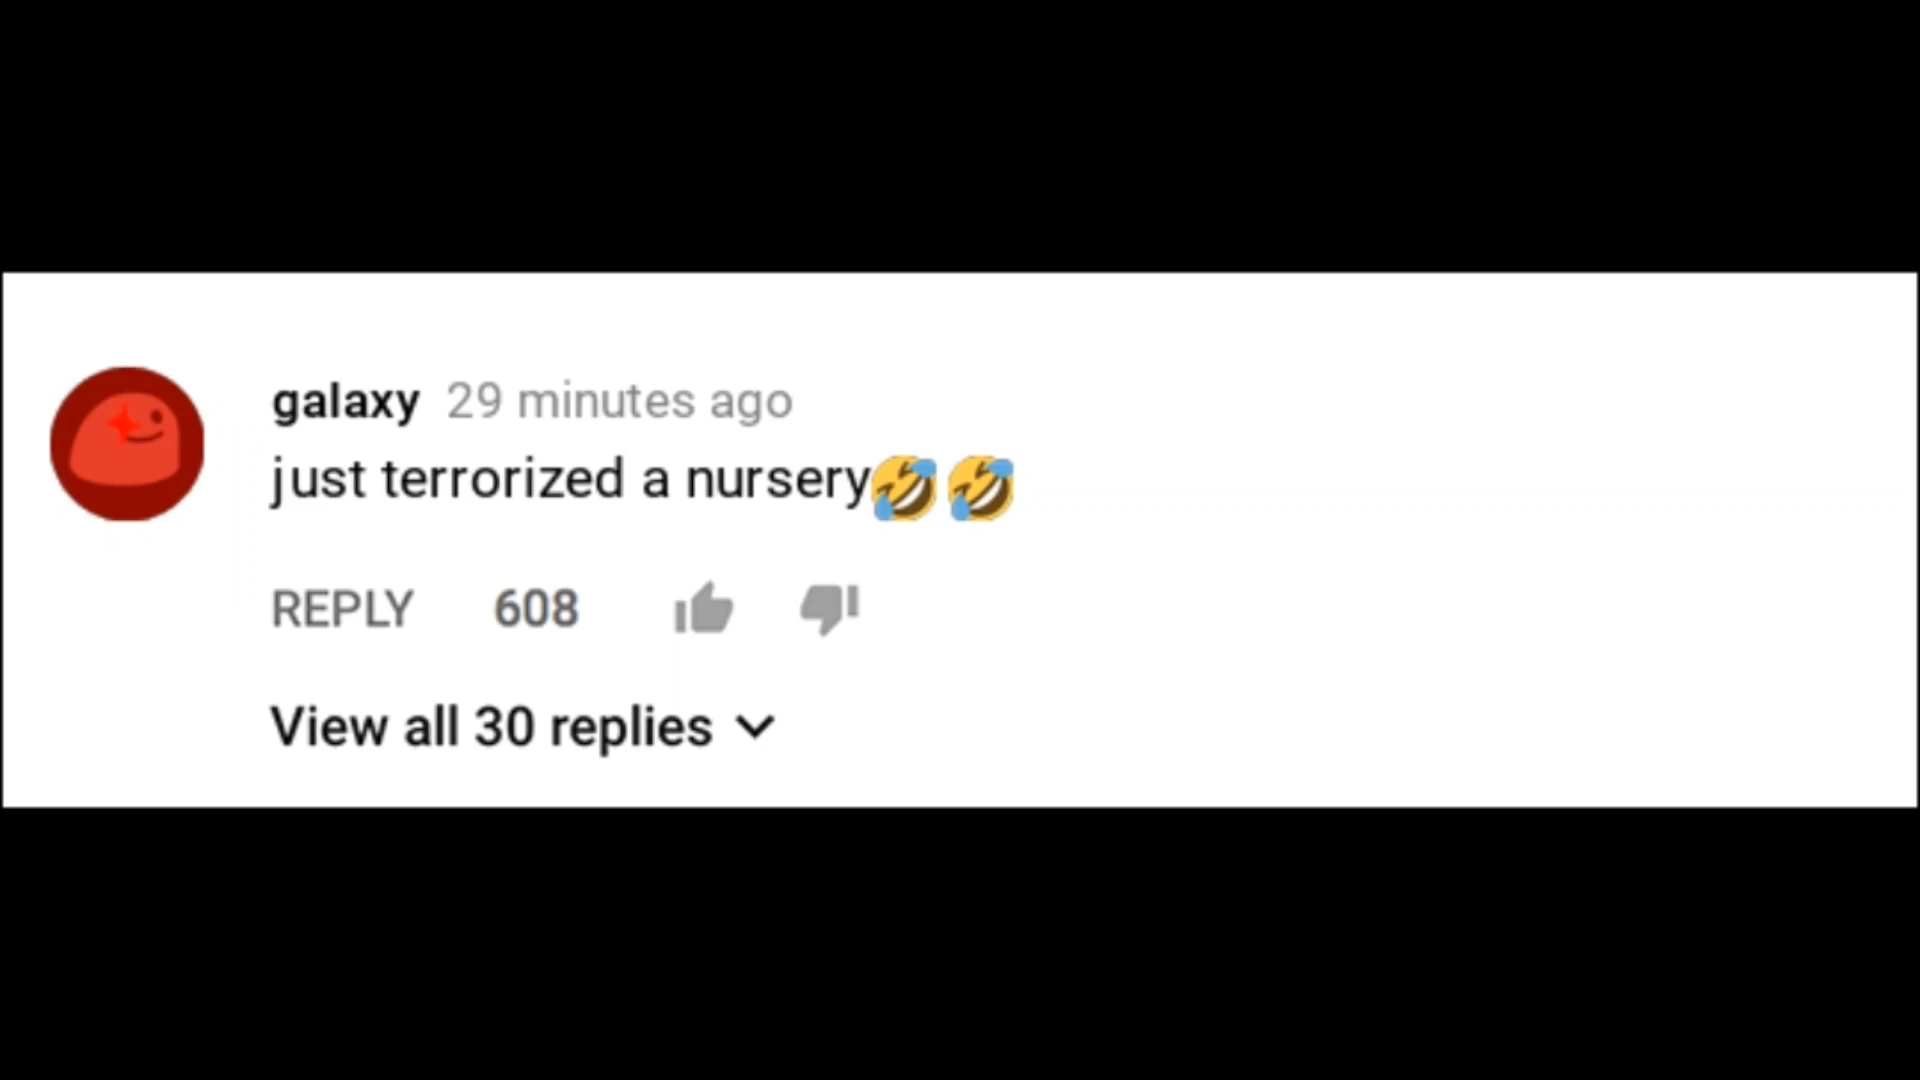 galaxy 29 minutes ago
just terrorized a nursery🤣🤣
REPLY 608
View all 30 replies